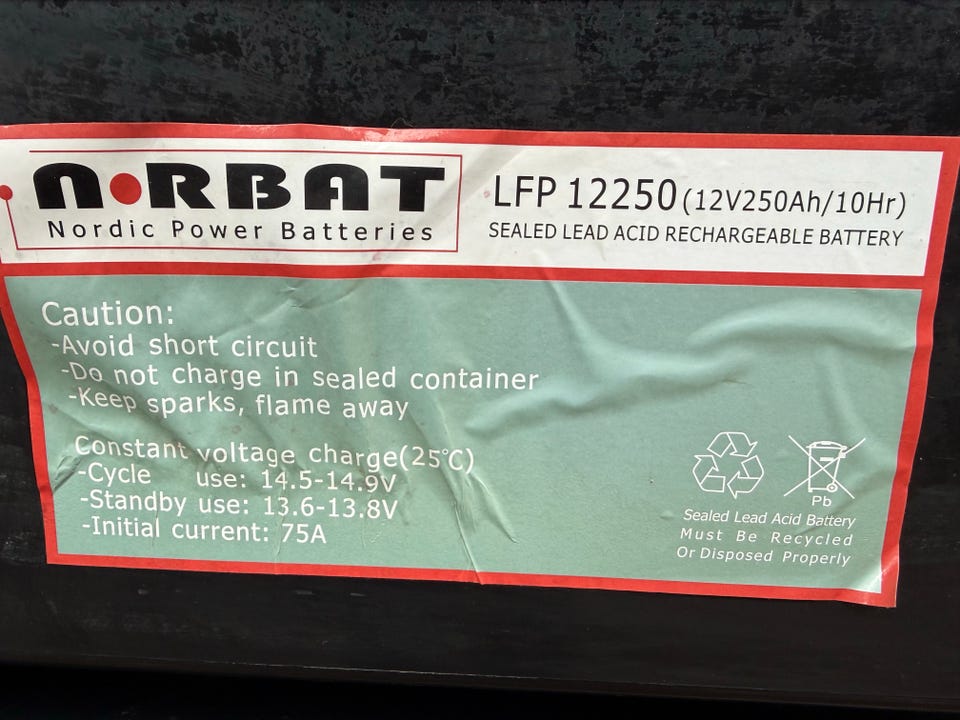 NORBAT
Nordic Power Batteries
LFP 12250 (12V250Ah/10Hr)
SEALED LEAD ACID RECHARGEABLE BATTERY
Caution:
-Avoid short circuit
-Do not charge in sealed container
-Keep sparks, flame away
Constant voltage charge(25℃)
-Cycle use: 14.5-14.9V
-Standby use: 13.6-13.8V
-Initial current: 75A
Pb
Sealed Lead Acid Battery
Must Be Recycled
Or Disposed Properly